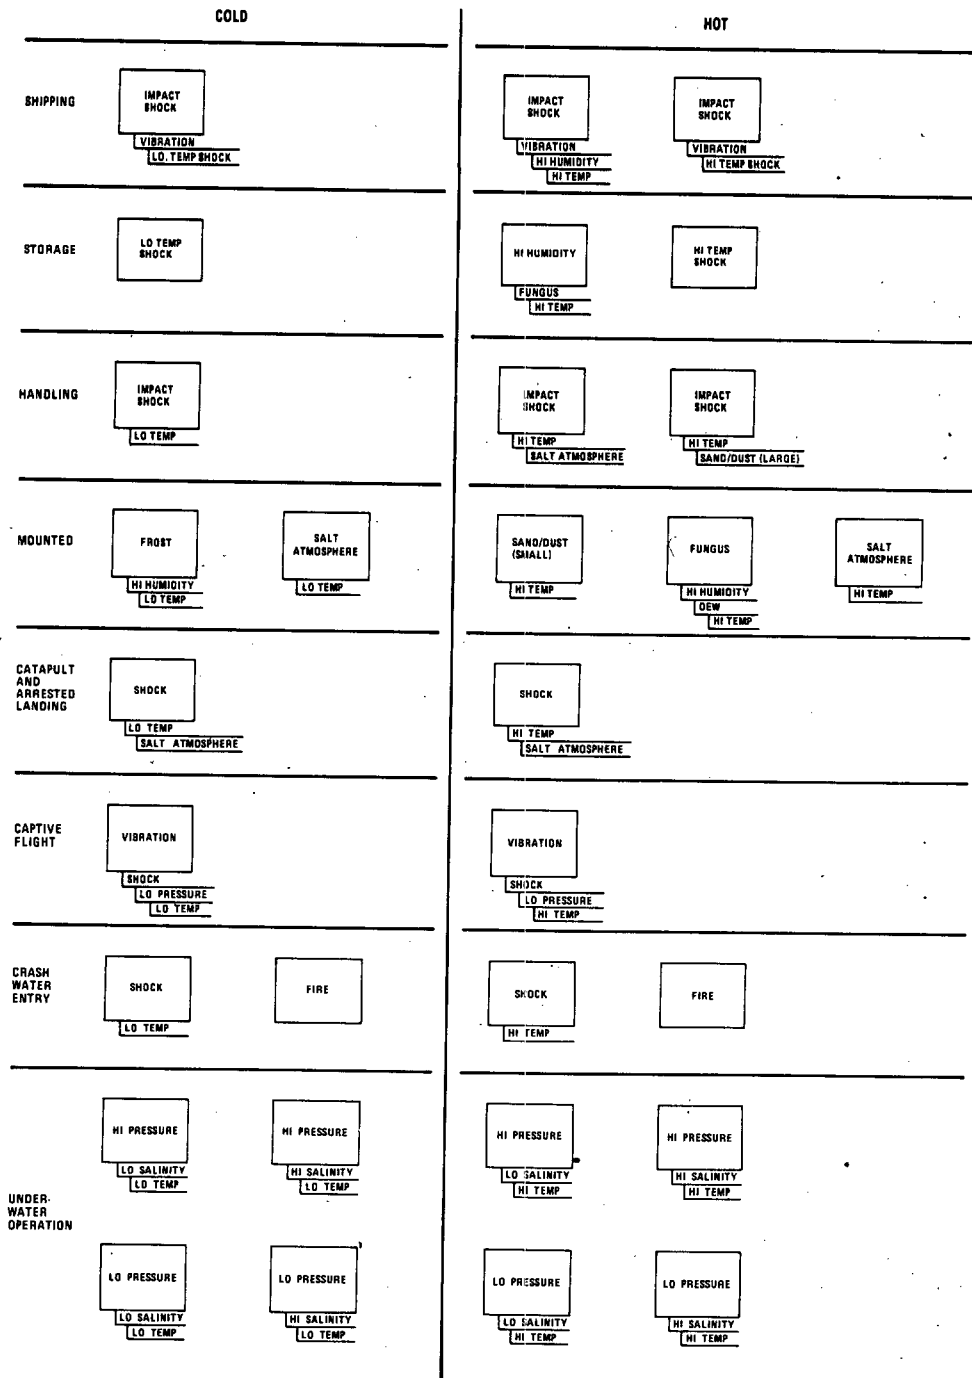 COLD
HOT
SHIPPING
IMPACT
SHOCK
VIBRATION
LO. TEMP SHOCK
IMPACT
SHOCK
VIBRATION
HI HUMIDITY
HI TEMP
IMPACT
SHOCK
VIBRATION
HI TEMP SHOCK
STORAGE
LO TEMP
SHOCK
HI HUMIDITY
FUNGUS
HI TEMP
HI TEMP
SHOCK
HANDLING
IMPACT
SHOCK
LO TEMP
IMPACT
SHOCK
HI TEMP
SALT ATMOSPHERE
IMPACT
SHOCK
HI TEMP
SAND/DUST (LARGE)
MOUNTED
FROST
HI HUMIDITY
LO TEMP
SALT
ATMOSPHERE
LO TEMP
SAND/DUST
(SMALL)
HI TEMP
FUNGUS
HI HUMIDITY
DEW
HI TEMP
SALT
ATMOSPHERE
HI TEMP
CATAPULT
AND
ARRESTED
LANDING
SHOCK
LO TEMP
SALT ATMOSPHERE
SHOCK
HI TEMP
SALT ATMOSPHERE
CAPTIVE
FLIGHT
VIBRATION
SHOCK
LO PRESSURE
LO TEMP
VIBRATION
SHOCK
LO PRESSURE
HI TEMP
CRASH
WATER
ENTRY
SHOCK
LO TEMP
FIRE
SHOCK
HI TEMP
FIRE
UNDER-
WATER
OPERATION
HI PRESSURE
LO SALINITY
LO TEMP
HI PRESSURE
HI SALINITY
LO TEMP
HI PRESSURE
LO SALINITY
HI TEMP
HI PRESSURE
HI SALINITY
HI TEMP
LO PRESSURE
LO SALINITY
LO TEMP
LO PRESSURE
HI SALINITY
LO TEMP
LO PRESSURE
LO SALINITY
HI TEMP
LO PRESSURE
HI SALINITY
HI TEMP